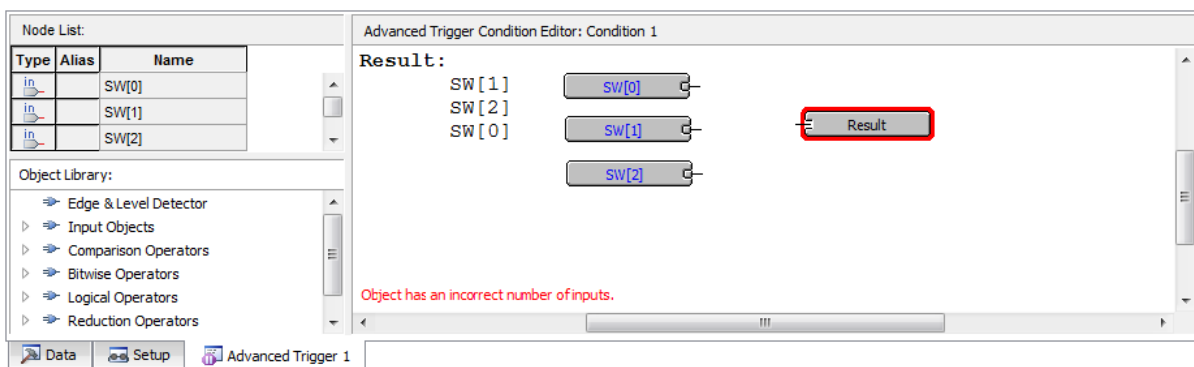 Node List:
Type Alias Name
in SW[0]
in SW[1]
in SW[2]
Object Library:
Edge & Level Detector
Input Objects
Comparison Operators
Bitwise Operators
Logical Operators
Reduction Operators
Advanced Trigger Condition Editor: Condition 1
Result:
SW[1]
SW[2]
SW[0]
SW[0]
SW[1]
SW[2]
Result
Object has an incorrect number of inputs.
Data Setup Advanced Trigger 1